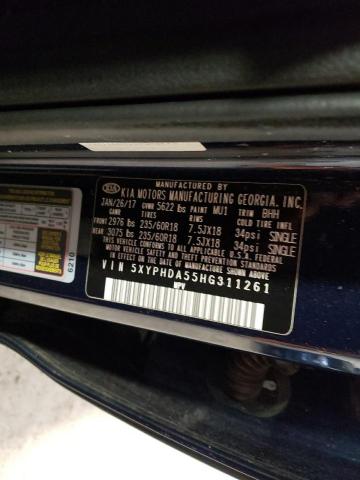 MANUFACTURED BY
KIA KIA MOTORS MANUFACTURING GEORGIA, INC.
JAN/26/17 GVWR 5622 lbs PAINT MU1 TRIM BHH
GAWR TIRES RIMS COLD TIRE INFL
FRONT 2976 lbs 235/60R18 7.5JX18 34psi SINGLE
REAR 3075 lbs 235/60R18 7.5JX18 34psi SINGLE
THIS VEHICLE CONFORMS TO ALL APPLICABLE U.S.A. FEDERAL
MOTOR VEHICLE SAFETY, BUMPER, AND THEFT PREVENTION
STANDARDS IN EFFECT ON THE DATE OF MANUFACTURE SHOWN ABOVE
VIN 5XYPHDA55HG311261
MPV
6210